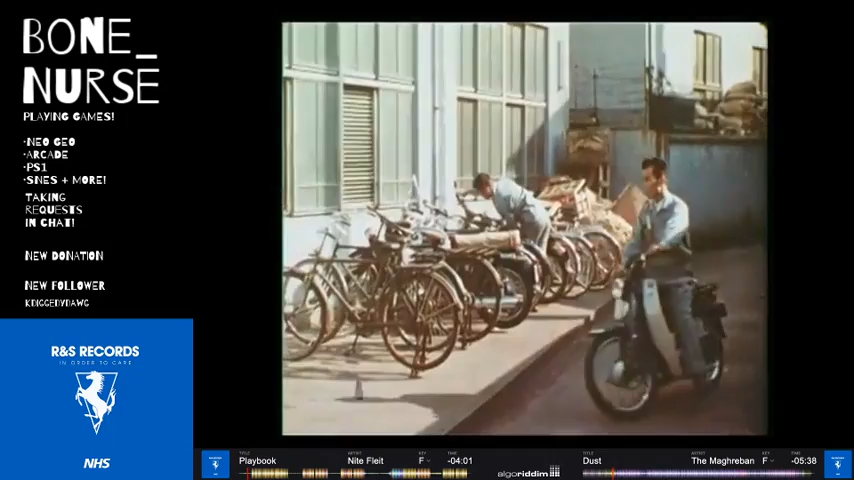 BONE_
NURSE
PLAYING GAMES!
·NEO GEO
·ARCADE
·PS1
·SNES + MORE!
TAKING
REQUESTS
IN CHAT!
NEW DONATION
NEW FOLLOWER
KDIGGEDYDAWG
R&S RECORDS
IN ORDER TO CARE
NHS
TITLE ARTIST KEY TIME
Playbook Nite Fleit F -04:01
algoriddim
TITLE ARTIST KEY TIME
Dust The Maghreban F -05:38